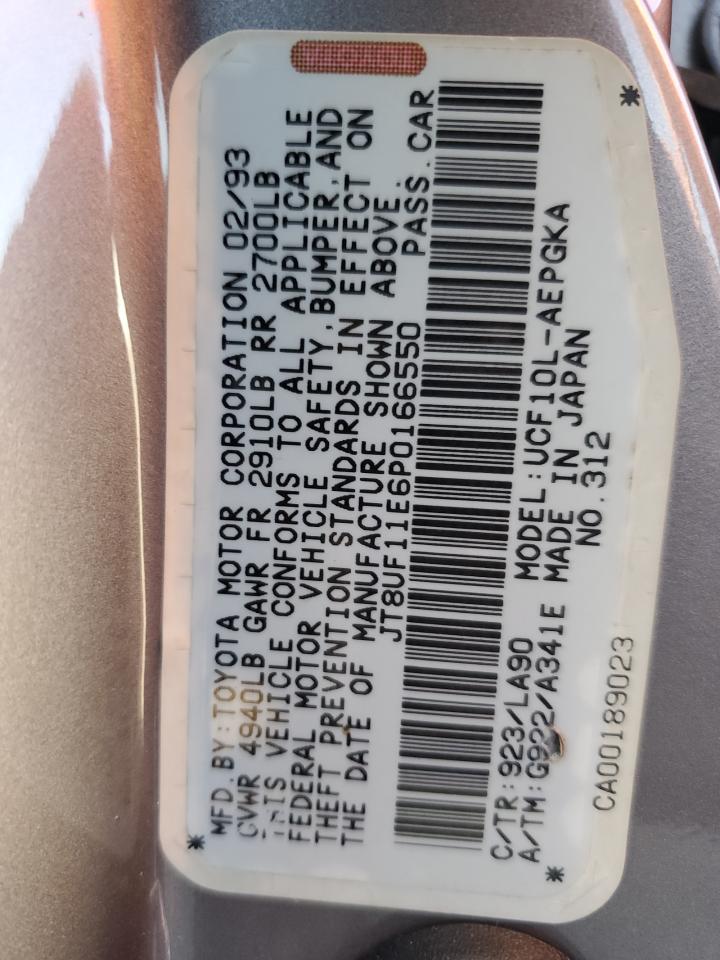 MFD.BY:TOYOTA MOTOR CORPORATION 02/93
GVWR 4940LB GAWR FR 2910LB RR 2700LB
THIS VEHICLE CONFORMS TO ALL APPLICABLE
FEDERAL MOTOR VEHICLE SAFETY,BUMPER,AND
THEFT PREVENTION STANDARDS IN EFFECT ON
THE DATE OF MANUFACTURE SHOWN ABOVE.
JT8UF11E6P0166550 PASS.CAR
C/TR:923/LA90 MODEL:UCF10L-AEPGKA
A/TM:G922/A341E MADE IN JAPAN
NO.312
CA00189023